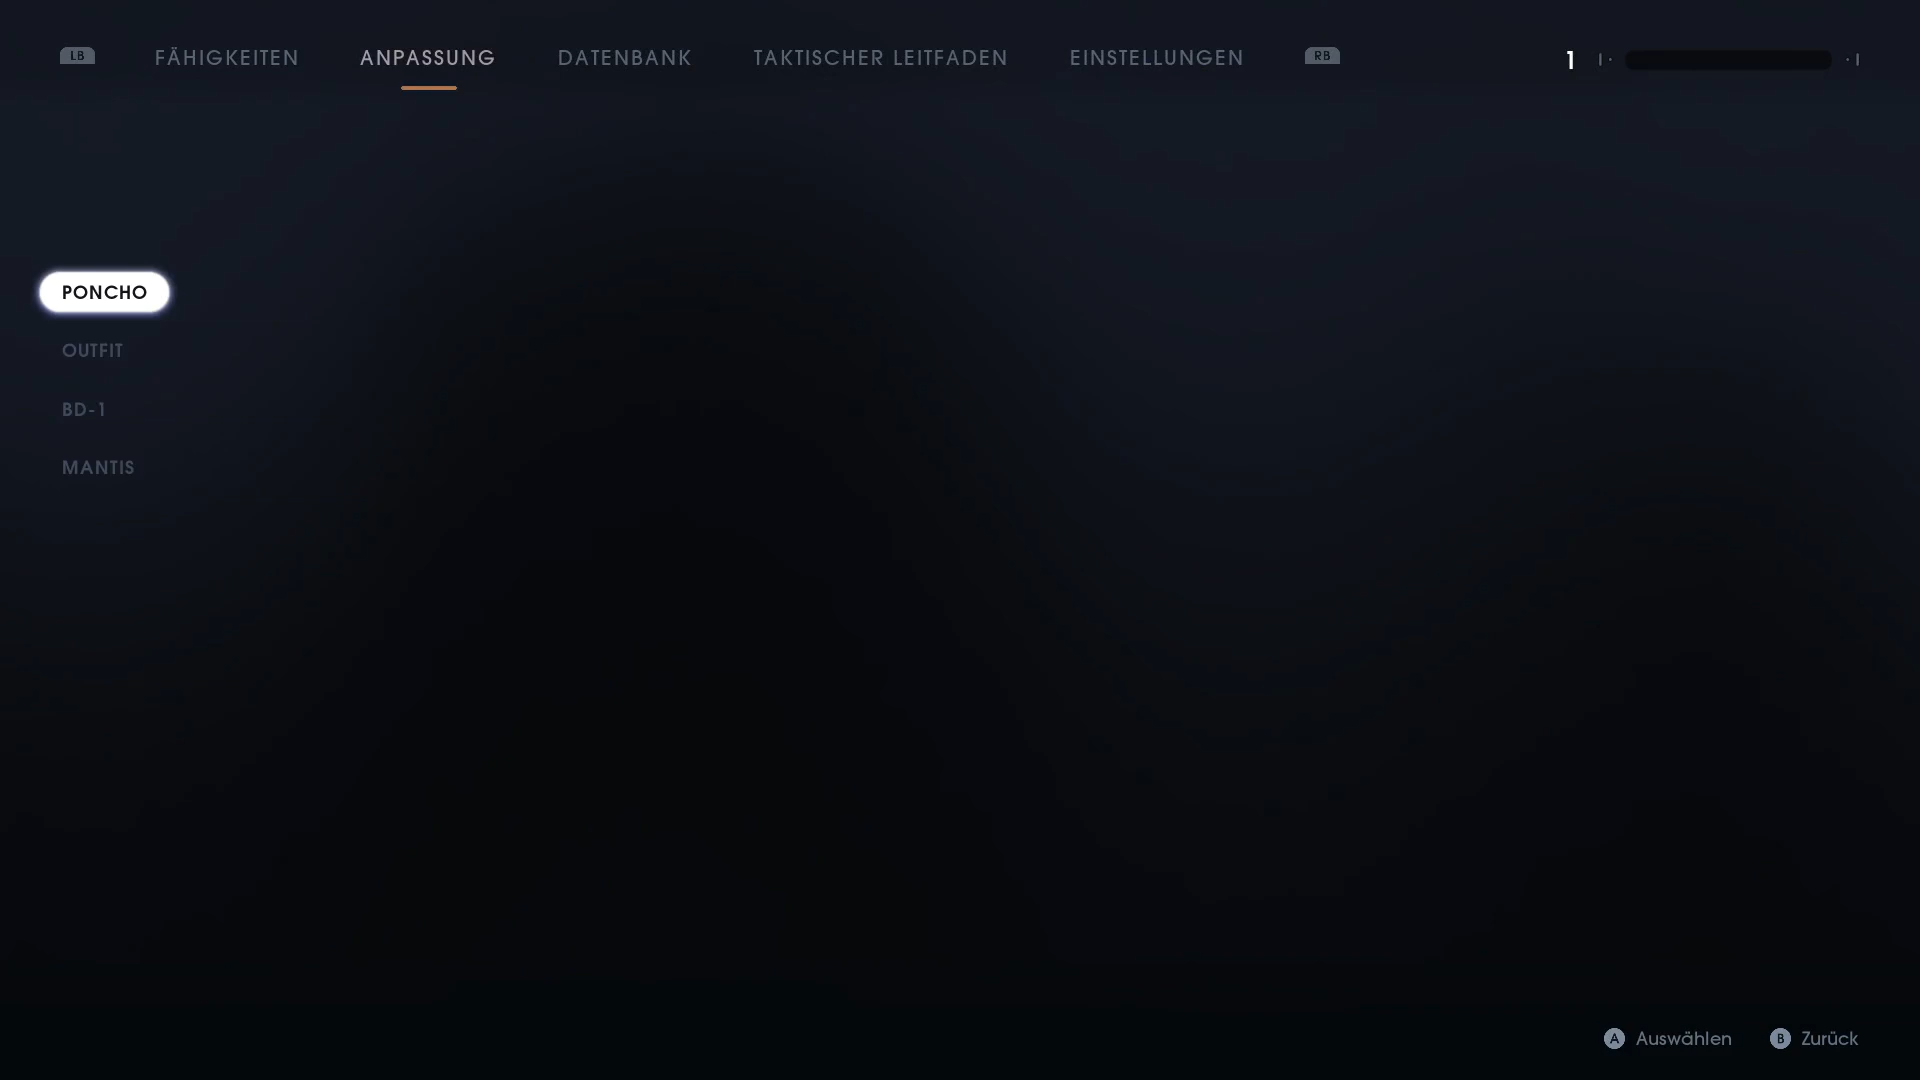 LB FÄHIGKEITEN ANPASSUNG DATENBANK TAKTISCHER LEITFADEN EINSTELLUNGEN RB 1
PONCHO
OUTFIT
BD-1
MANTIS
A Auswählen B Zurück